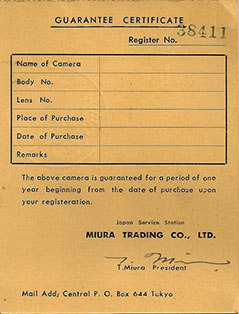 GUARANTEE CERTIFICATE
Register No. 38411
Name of Camera
Body No.
Lens No.
Place of Purchase
Date of Purchase
Remarks
The above camera is guaranteed for a period of one
year beginning from the date of purchase upon
your registeration.
Japan Service Station
MIURA TRADING CO., LTD.
T. Miura
T.Miura President
Mail Add; Central P. O. Box 644 Tokyo